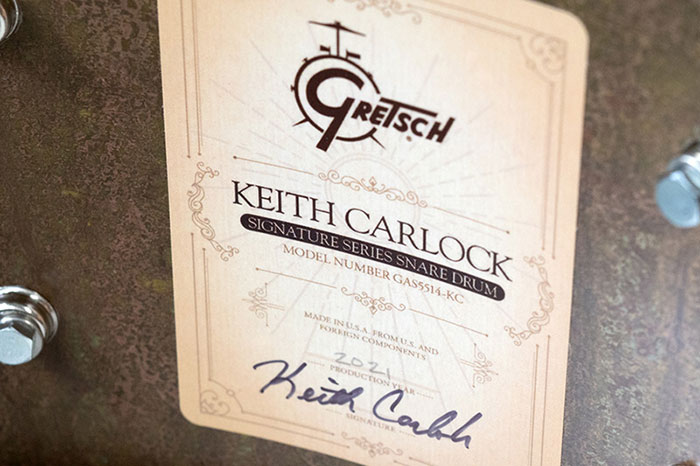 GRETSCH
KEITH CARLOCK
SIGNATURE SERIES SNARE DRUM
MODEL NUMBER GAS5514-KC
MADE IN U.S.A. FROM U.S. AND
FOREIGN COMPONENTS
2021
PRODUCTION YEAR
Keith Carlock
SIGNATURE